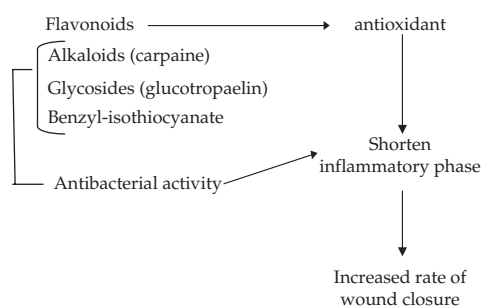 Flavonoids
antioxidant
Alkaloids (carpaine)
Glycosides (glucotropaelin)
Benzyl-isothiocyanate
Shorten
inflammatory phase
Antibacterial activity
Increased rate of
wound closure